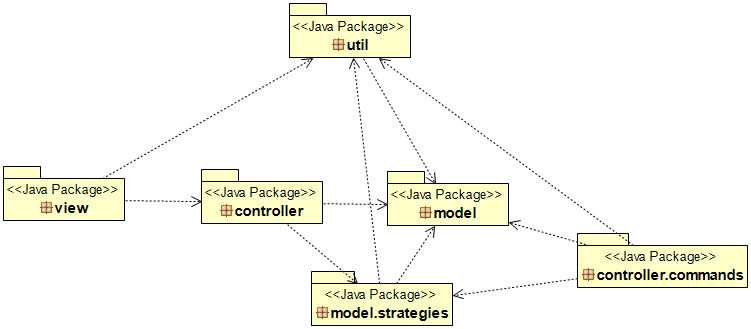 <<Java Package>>
util
<<Java Package>>
view
<<Java Package>>
controller
<<Java Package>>
model
<<Java Package>>
controller.commands
<<Java Package>>
model.strategies